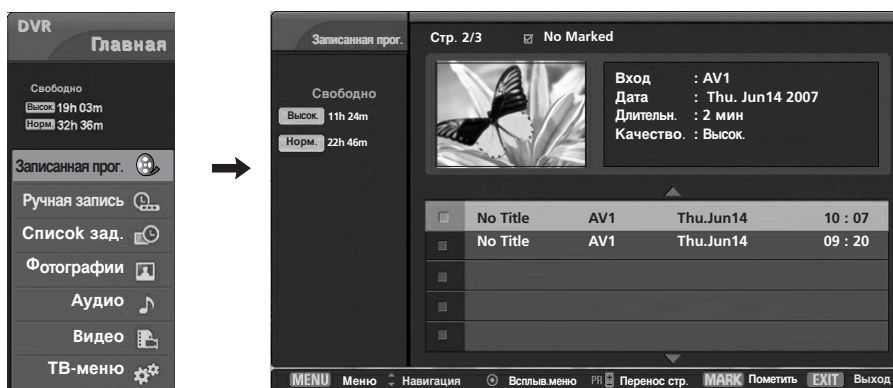 DVR
Главная
Свободно
Высок. 19h 03m
Норм. 32h 36m
Записанная прог.
Ручная запись
Список зад.
Фотографии
Аудио
Видео
ТВ-меню
Записанная прог.
Свободно
Высок. 11h 24m
Норм. 22h 46m
Стр. 2/3 No Marked
Вход : AV1
Дата : Thu. Jun14 2007
Длительн. : 2 мин
Качество. : Высок.
No Title AV1 Thu.Jun14 10 : 07
No Title AV1 Thu.Jun14 09 : 20
MENU Меню Навигация Всплыв.меню PR Перенос стр. MARK Пометить EXIT Выход